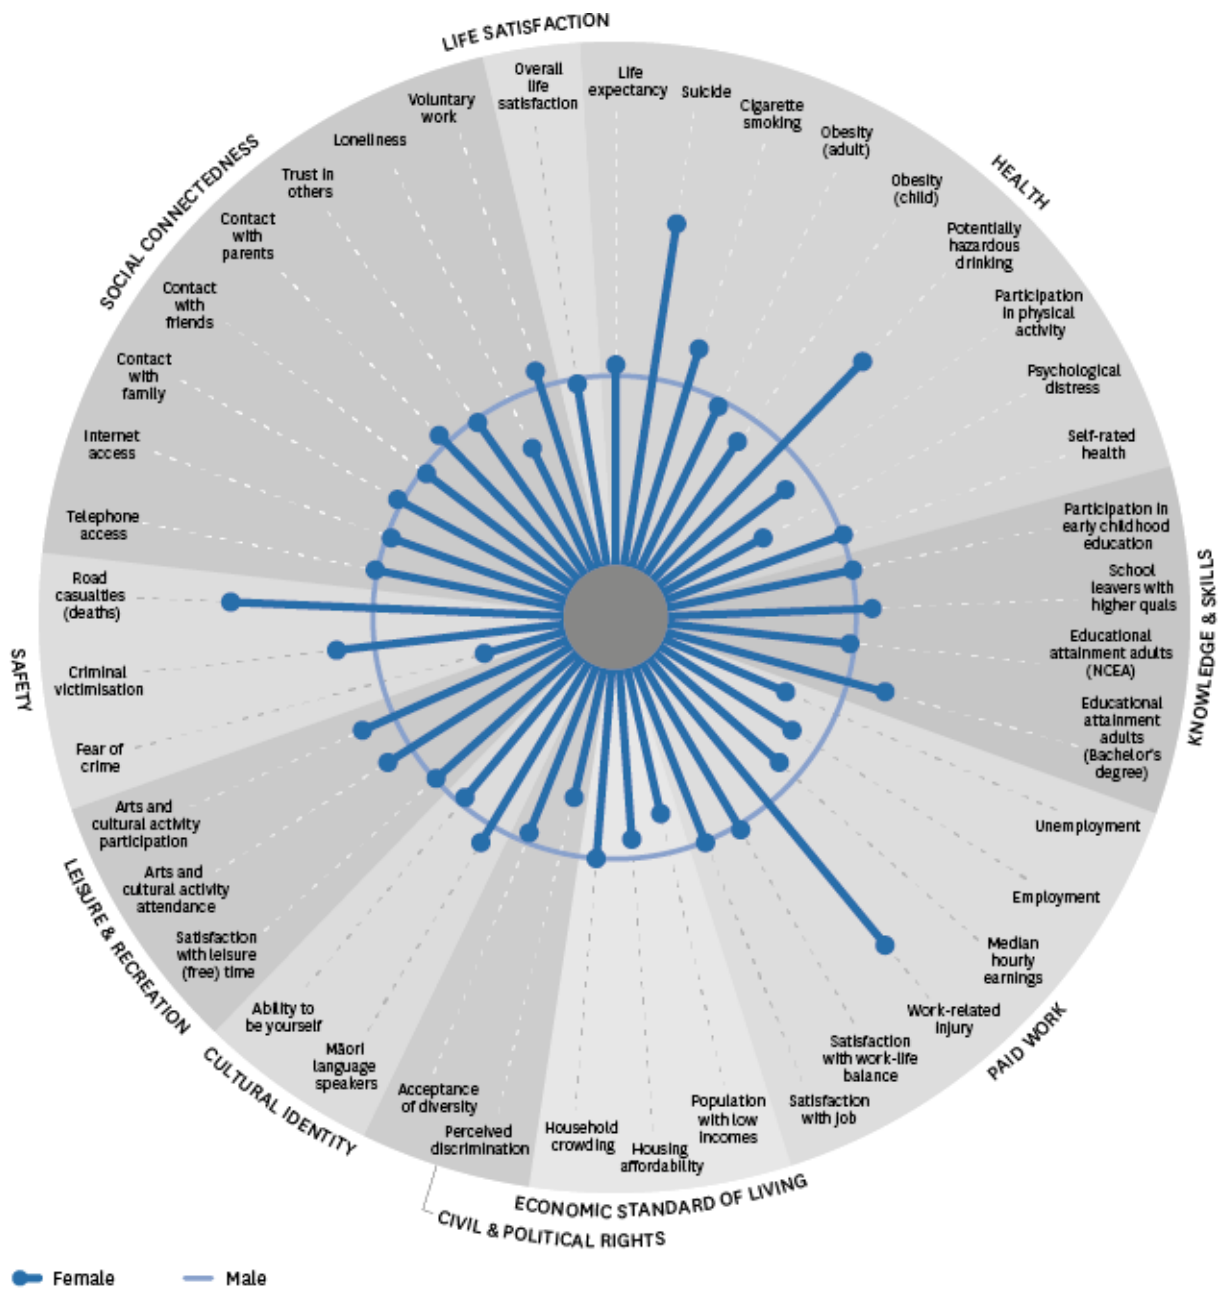 LIFE SATISFACTION
Overall
life
satisfaction
HEALTH
Life
expectancy
Suicide
Cigarette
smoking
Obesity
(adult)
Obesity
(child)
Potentially
hazardous
drinking
Participation
in physical
activity
Psychological
distress
Self-rated
health
KNOWLEDGE & SKILLS
Participation in
early childhood
education
School
leavers with
higher quals
Educational
attainment adults
(NCEA)
Educational
attainment
adults
(Bachelor's
degree)
PAID WORK
Unemployment
Employment
Median
hourly
earnings
Work-related
injury
Satisfaction
with work-life
balance
Satisfaction
with job
ECONOMIC STANDARD OF LIVING
Population
with low
incomes
Housing
affordability
Household
crowding
CIVIL & POLITICAL RIGHTS
Perceived
discrimination
Acceptance
of diversity
CULTURAL IDENTITY
Māori
language
speakers
Ability to
be yourself
LEISURE & RECREATION
Satisfaction
with leisure
(free) time
Arts and
cultural activity
attendance
Arts and
cultural activity
participation
SAFETY
Fear of
crime
Criminal
victimisation
Road
casualties
(deaths)
SOCIAL CONNECTEDNESS
Telephone
access
Internet
access
Contact
with
family
Contact
with
friends
Contact
with
parents
Trust in
others
Loneliness
Voluntary
work
Female
Male